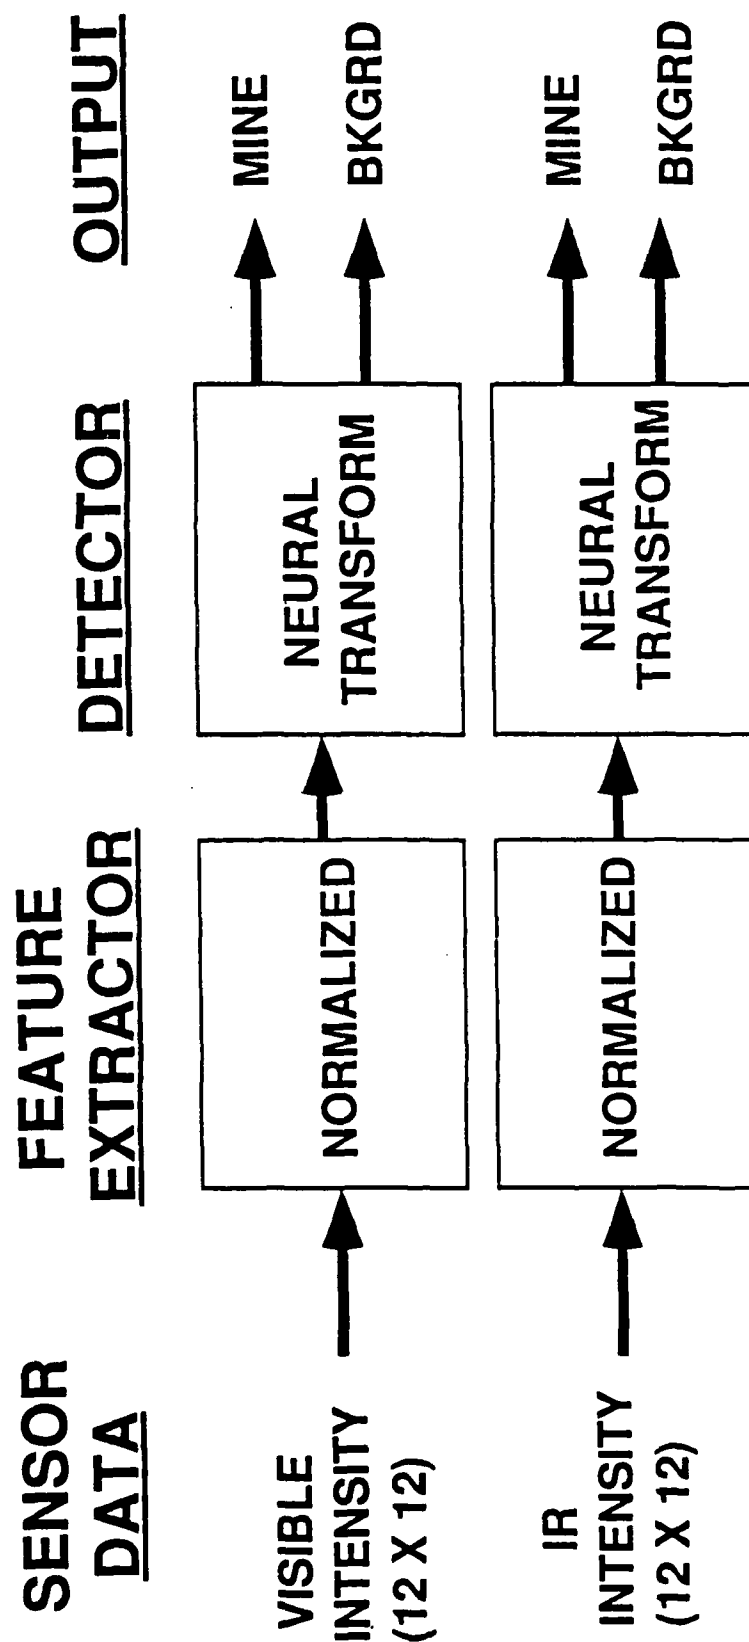 SENSOR
DATA
FEATURE
EXTRACTOR
DETECTOR
OUTPUT
VISIBLE
INTENSITY
(12 X 12)
NORMALIZED
NEURAL
TRANSFORM
MINE
BKGRD
IR
INTENSITY
(12 X 12)
NORMALIZED
NEURAL
TRANSFORM
MINE
BKGRD